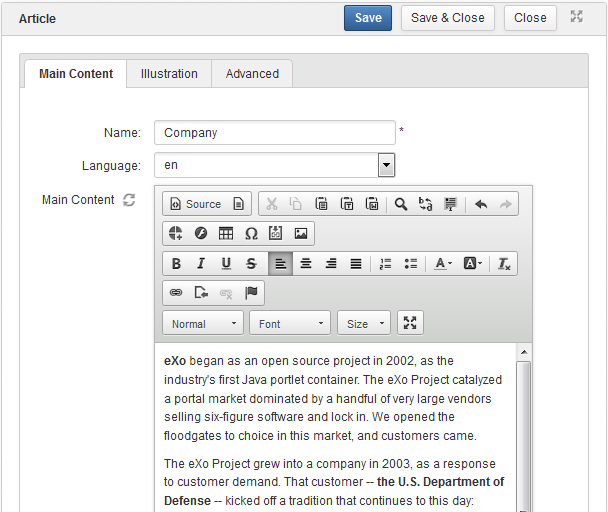 Article Save Save & Close Close
Main Content Illustration Advanced
Name: Company *
Language: en
Main Content
Source
Normal Font Size
eXo began as an open source project in 2002, as the
industry's first Java portlet container. The eXo Project catalyzed
a portal market dominated by a handful of very large vendors
selling six-figure software and lock in. We opened the
floodgates to choice in this market, and customers came.
The eXo Project grew into a company in 2003, as a response
to customer demand. That customer -- the U.S. Department of
Defense -- kicked off a tradition that continues to this day: